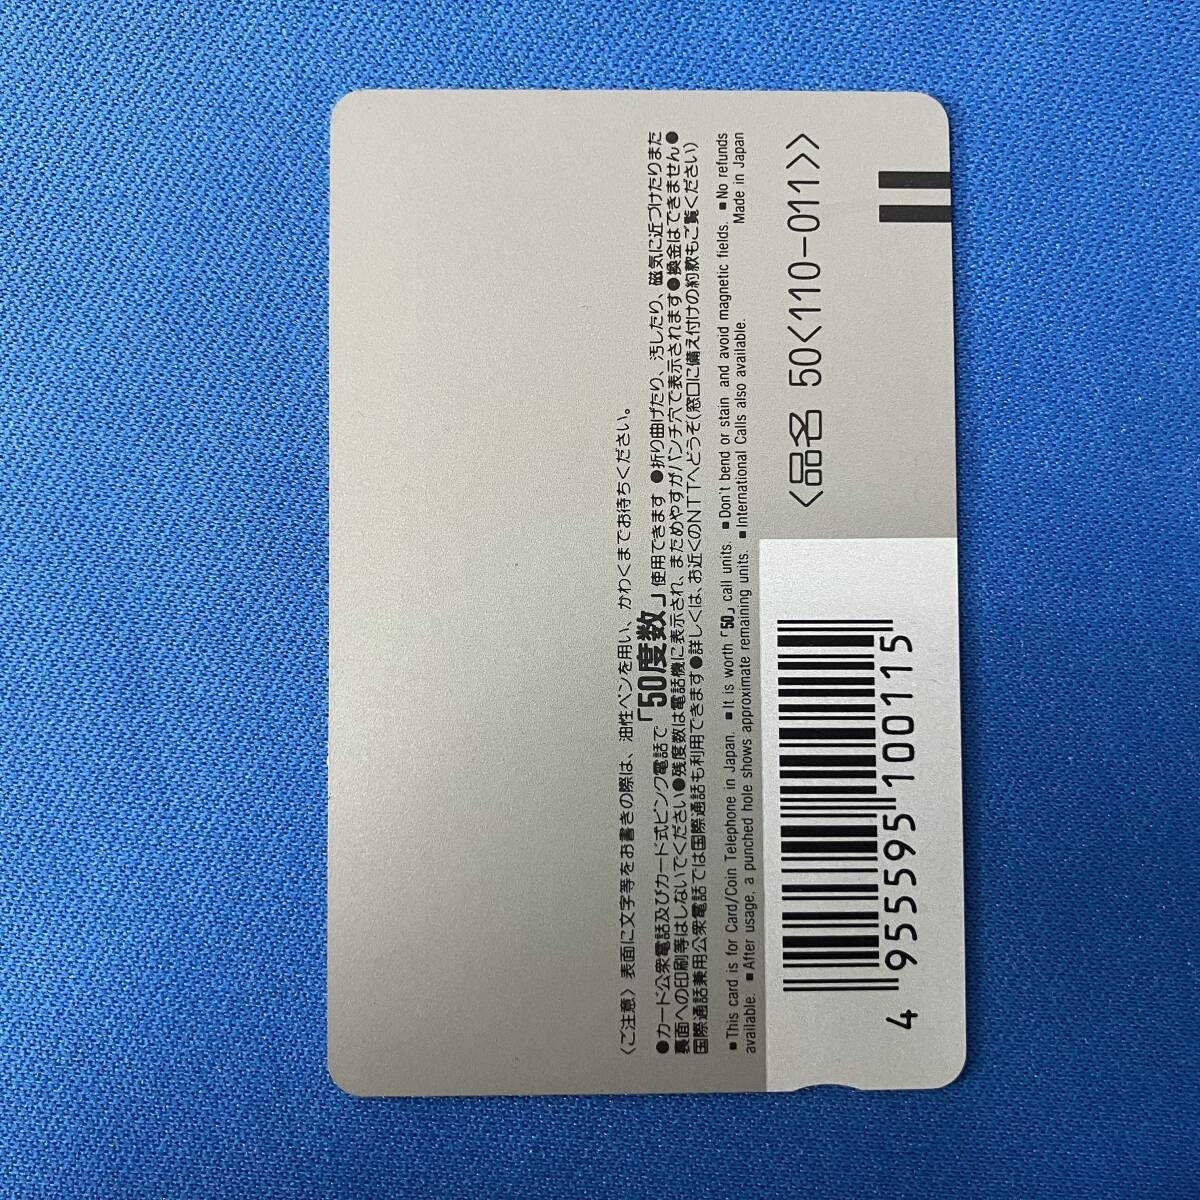 〈ご注意〉表面に文字等をお書きの際は、油性ペンを用い、かわくまでお待ちください。
●カード公衆電話及びカード式ピンク電話で「50度数」使用できます ●折り曲げたり、汚したり、磁気に近づけたりまた
裏面への印刷等はしないでください●残度数は電話機に表示され、まためやすがパンチ穴で表示されます●換金はできません●
国際通話兼用公衆電話では国際通話も利用できます●詳しくは、お近くのNTTへどうぞ(窓口に備え付けの約款もご覧ください)
■This card is for Card/Coin Telephone in Japan. ■It is worth「50」call units. ■Don't bend or stain and avoid magnetic fields. ■No refunds
available. ■After usage, a punched hole shows approximate remaining units. ■International Calls also available. Made in Japan
〈品名 50〈110-011〉〉
4 955595 100115